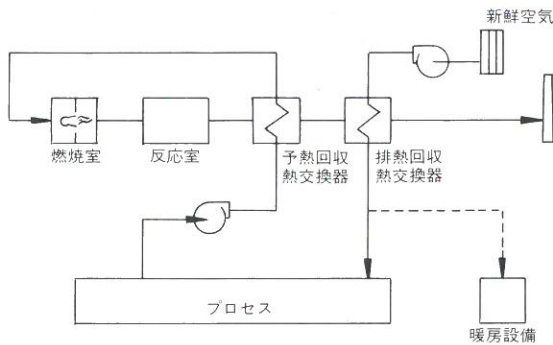 新鮮空気
燃焼室
反応室
予熱回収
熱交換器
排熱回収
熱交換器
プロセス
暖房設備